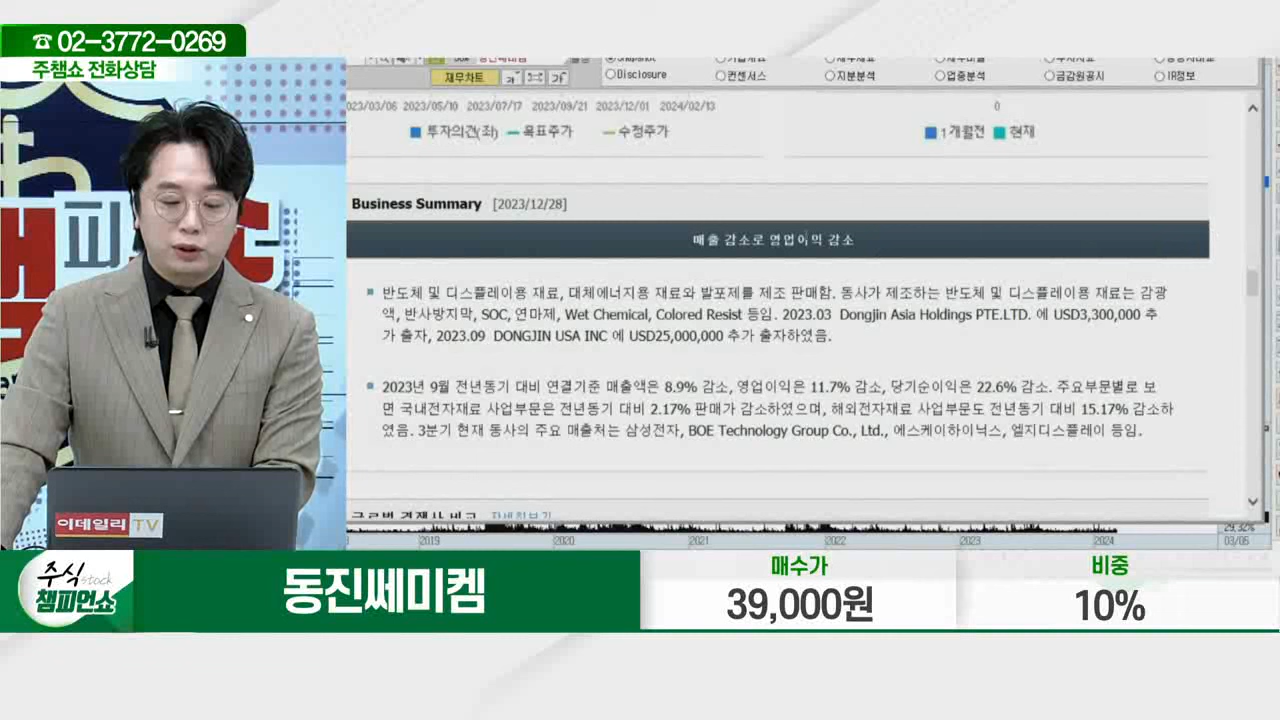 ☎ 02-3772-0269
주챔쇼 전화상담
재무차트
Snapshot
Disclosure
컨센서스
지분분석
업종분석
금감원공시
IR정보
2023/03/06 2023/05/10 2023/07/17 2023/09/21 2023/12/01 2024/02/13
0
투자의견(좌) 목표주가 수정주가
1개월전 현재
Business Summary [2023/12/28]
매출 감소로 영업이익 감소
반도체 및 디스플레이용 재료, 대체에너지용 재료와 발포제를 제조 판매함. 동사가 제조하는 반도체 및 디스플레이용 재료는 감광
액, 반사방지막, SOC, 연마제, Wet Chemical, Colored Resist 등임. 2023.03 Dongjin Asia Holdings PTE.LTD. 에 USD3,300,000 추
가 출자, 2023.09 DONGJIN USA INC 에 USD25,000,000 추가 출자하였음.
2023년 9월 전년동기 대비 연결기준 매출액은 8.9% 감소, 영업이익은 11.7% 감소, 당기순이익은 22.6% 감소. 주요부문별로 보
면 국내전자재료 사업부문은 전년동기 대비 2.17% 판매가 감소하였으며, 해외전자재료 사업부문도 전년동기 대비 15.17% 감소하
였음. 3분기 현재 동사의 주요 매출처는 삼성전자, BOE Technology Group Co., Ltd., 에스케이하이닉스, 엘지디스플레이 등임.
2019 2020 2021 2022 2023 2024 03/06
이데일리 TV
주식 stock
챔피언쇼
동진쎄미켐
매수가
39,000원
비중
10%